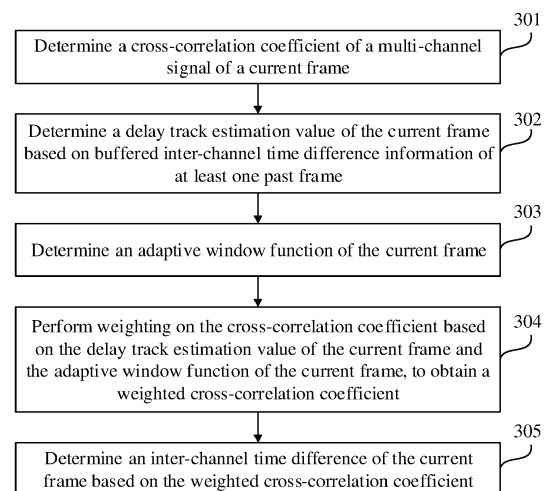 301
Determine a cross-correlation coefficient of a multi-channel
signal of a current frame
302
Determine a delay track estimation value of the current frame
based on buffered inter-channel time difference information of
at least one past frame
303
Determine an adaptive window function of the current frame
304
Perform weighting on the cross-correlation coefficient based
on the delay track estimation value of the current frame and
the adaptive window function of the current frame, to obtain a
weighted cross-correlation coefficient
305
Determine an inter-channel time difference of the current
frame based on the weighted cross-correlation coefficient